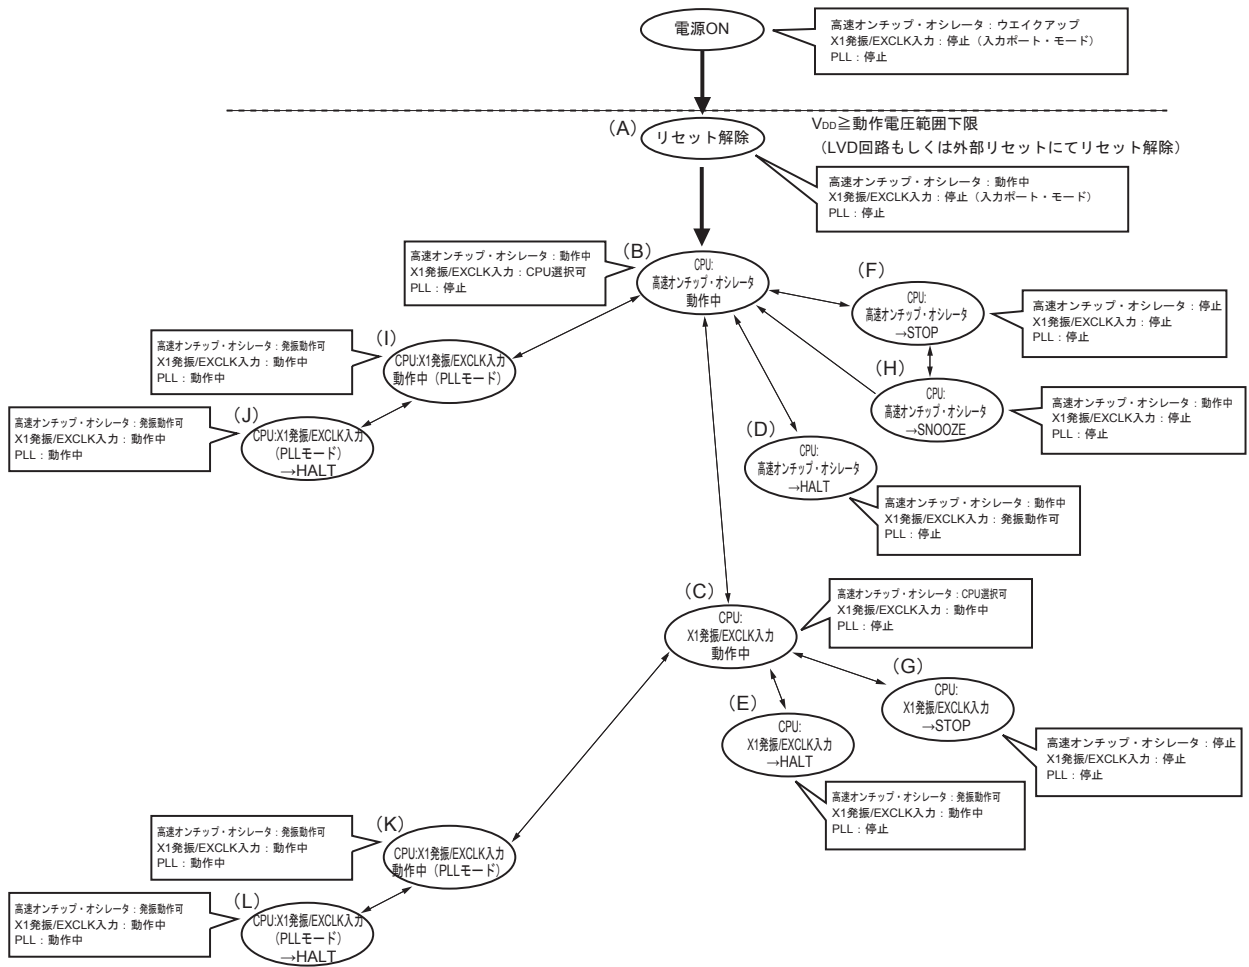 電源ON
高速オンチップ・オシレータ：ウエイクアップ
X1発振/EXCLK入力：停止（入力ポート・モード）
PLL：停止
（A）
リセット解除
VDD≧動作電圧範囲下限
（LVD回路もしくは外部リセットにてリセット解除）
高速オンチップ・オシレータ：動作中
X1発振/EXCLK入力：停止（入力ポート・モード）
PLL：停止
（B）
CPU:
高速オンチップ・オシレータ
動作中
高速オンチップ・オシレータ：動作中
X1発振/EXCLK入力：CPU選択可
PLL：停止
（F）
CPU:
高速オンチップ・オシレータ
→STOP
高速オンチップ・オシレータ：停止
X1発振/EXCLK入力：停止
PLL：停止
（I）
CPU:X1発振/EXCLK入力
動作中（PLLモード）
高速オンチップ・オシレータ：発振動作可
X1発振/EXCLK入力：動作中
PLL：動作中
（H）
CPU:
高速オンチップ・オシレータ
→SNOOZE
高速オンチップ・オシレータ：動作中
X1発振/EXCLK入力：停止
PLL：停止
（J）
CPU:X1発振/EXCLK入力
（PLLモード）
→HALT
高速オンチップ・オシレータ：発振動作可
X1発振/EXCLK入力：動作中
PLL：動作中
（D）
CPU:
高速オンチップ・オシレータ
→HALT
高速オンチップ・オシレータ：動作中
X1発振/EXCLK入力：発振動作可
PLL：停止
（C）
CPU:
X1発振/EXCLK入力
動作中
高速オンチップ・オシレータ：CPU選択可
X1発振/EXCLK入力：動作中
PLL：停止
（G）
CPU:
X1発振/EXCLK入力
→STOP
高速オンチップ・オシレータ：停止
X1発振/EXCLK入力：停止
PLL：停止
（E）
CPU:
X1発振/EXCLK入力
→HALT
高速オンチップ・オシレータ：発振動作可
X1発振/EXCLK入力：動作中
PLL：停止
（K）
CPU:X1発振/EXCLK入力
動作中（PLLモード）
高速オンチップ・オシレータ：発振動作可
X1発振/EXCLK入力：動作中
PLL：動作中
（L）
CPU:X1発振/EXCLK入力
（PLLモード）
→HALT
高速オンチップ・オシレータ：発振動作可
X1発振/EXCLK入力：動作中
PLL：動作中